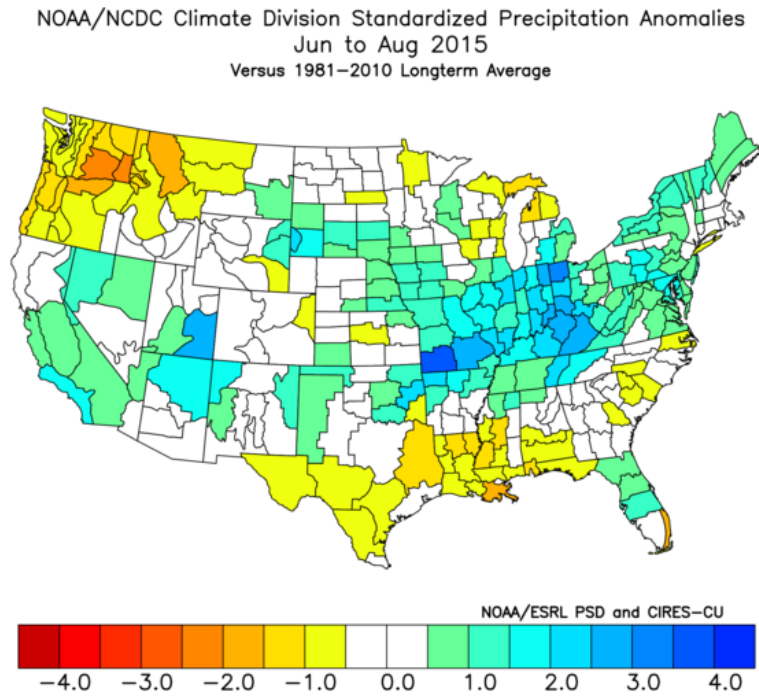 NOAA/NCDC Climate Division Standardized Precipitation Anomalies
Jun to Aug 2015
Versus 1981-2010 Longterm Average
NOAA/ESRL PSD and CIRES-CU
-4.0 -3.0 -2.0 -1.0 0.0 1.0 2.0 3.0 4.0